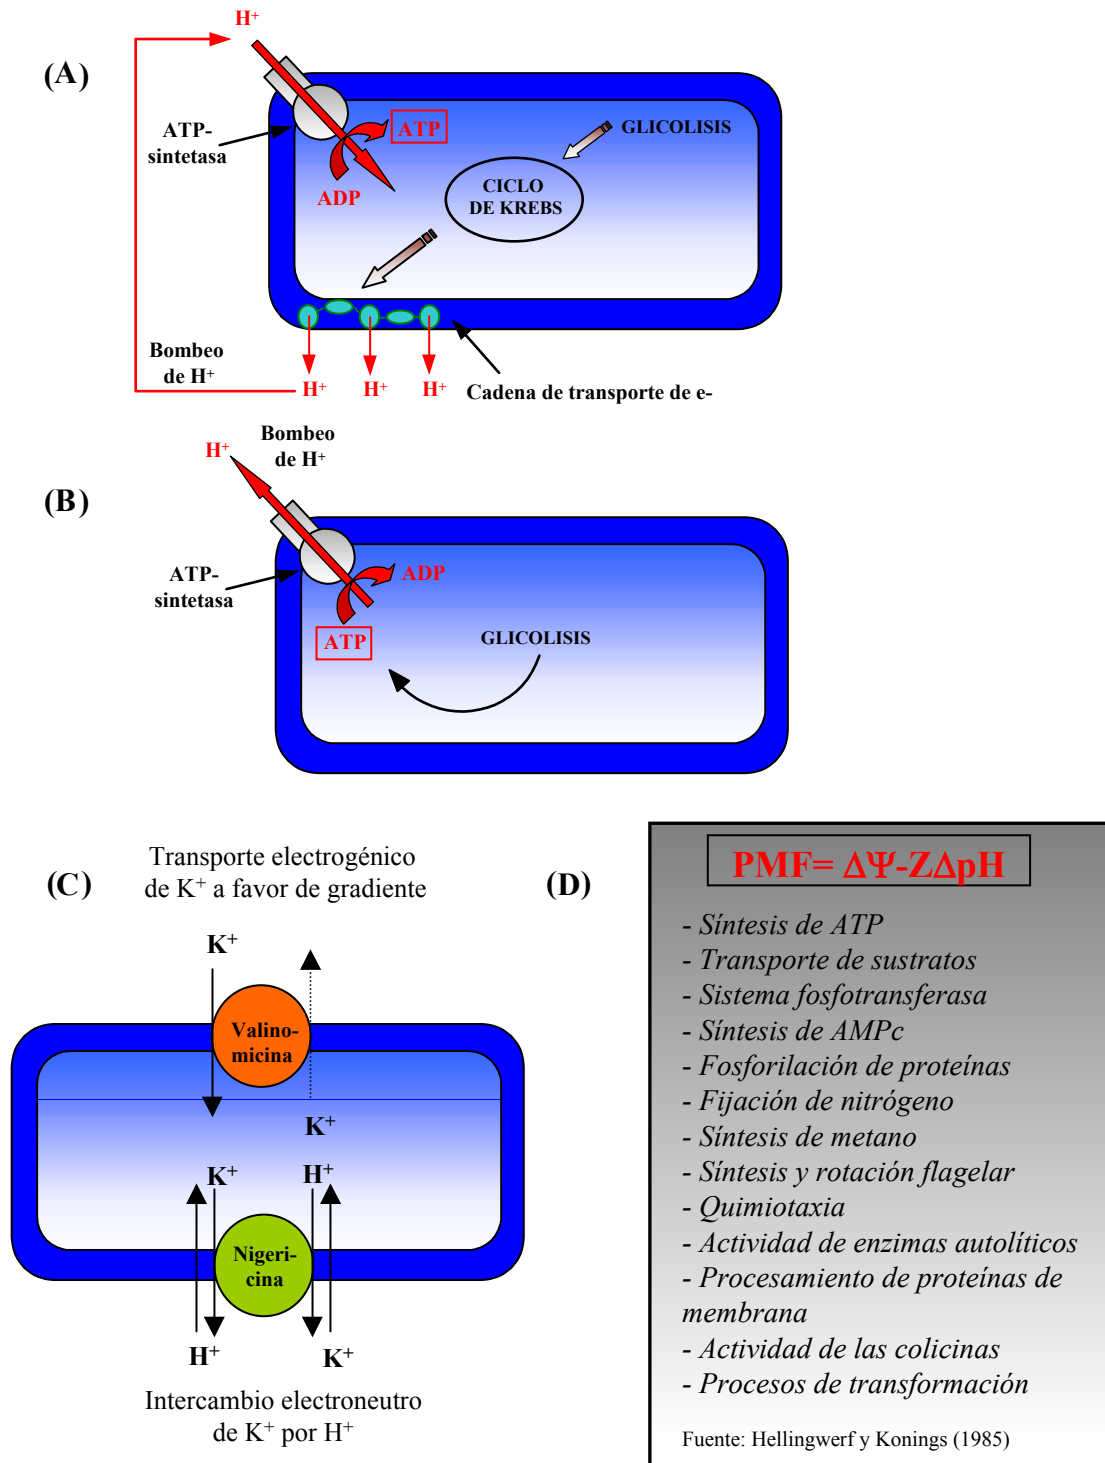 H⁺
(A)
ATP-
sintetasa
ATP
ADP
GLICOLISIS
CICLO
DE KREBS
Bombeo
de H⁺
H⁺ H⁺ H⁺
Cadena de transporte de e-
Bombeo
de H⁺
H⁺
(B)
ATP-
sintetasa
ADP
ATP
GLICOLISIS
Transporte electrogénico
de K⁺ a favor de gradiente
(C)
K⁺
Valino-
micina
K⁺
K⁺ H⁺
Nigeri-
cina
H⁺ K⁺
Intercambio electroneutro
de K⁺ por H⁺
(D)
PMF= ΔΨ-ZΔpH
- Síntesis de ATP
- Transporte de sustratos
- Sistema fosfotransferasa
- Síntesis de AMPc
- Fosforilación de proteínas
- Fijación de nitrógeno
- Síntesis de metano
- Síntesis y rotación flagelar
- Quimiotaxia
- Actividad de enzimas autolíticos
- Procesamiento de proteínas de
membrana
- Actividad de las colicinas
- Procesos de transformación
Fuente: Hellingwerf y Konings (1985)